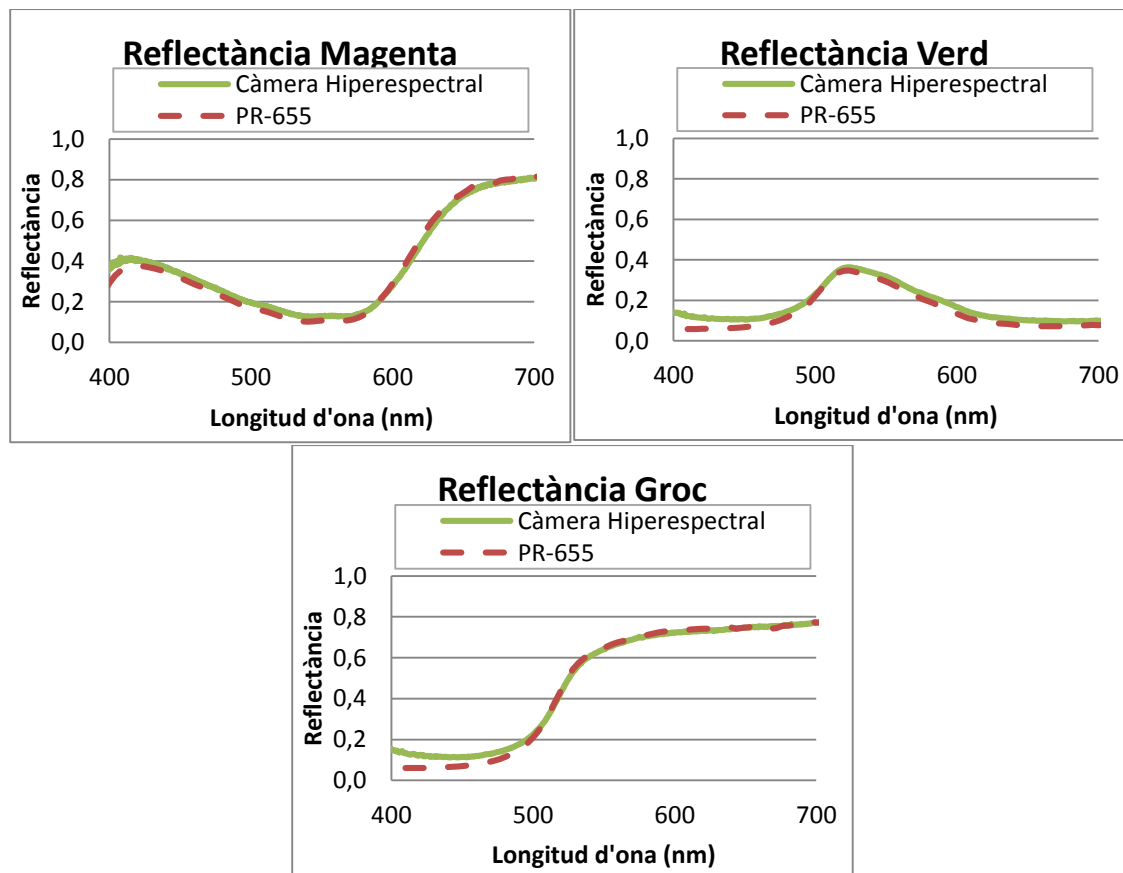 Reflectància Magenta
Càmera Hiperespectral
PR-655
1,0
0,8
0,6
0,4
0,2
0,0
Reflectància
400 500 600 700
Longitud d'ona (nm)
Reflectància Verd
Càmera Hiperespectral
PR-655
1,0
0,8
0,6
0,4
0,2
0,0
Reflectància
400 500 600 700
Longitud d'ona (nm)
Reflectància Groc
Càmera Hiperespectral
PR-655
1,0
0,8
0,6
0,4
0,2
0,0
Reflectància
400 500 600 700
Longitud d'ona (nm)